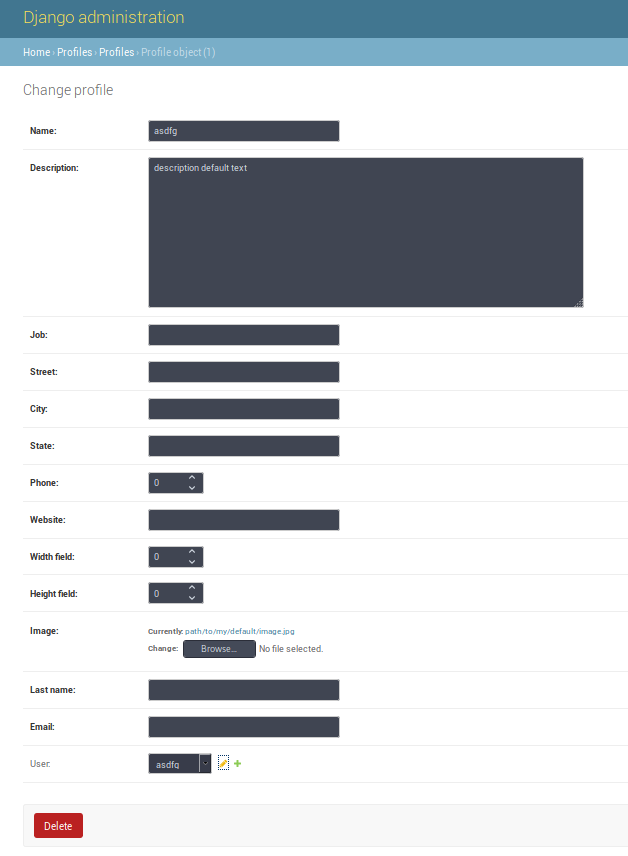 Django administration
Home › Profiles › Profiles › Profile object (1)
Change profile
Name: asdfg
Description: description default text
Job:
Street:
City:
State:
Phone: 0
Website:
Width field: 0
Height field: 0
Image: Currently: path/to/my/default/image.jpg
Change: Browse... No file selected.
Last name:
Email:
User: asdfg
Delete